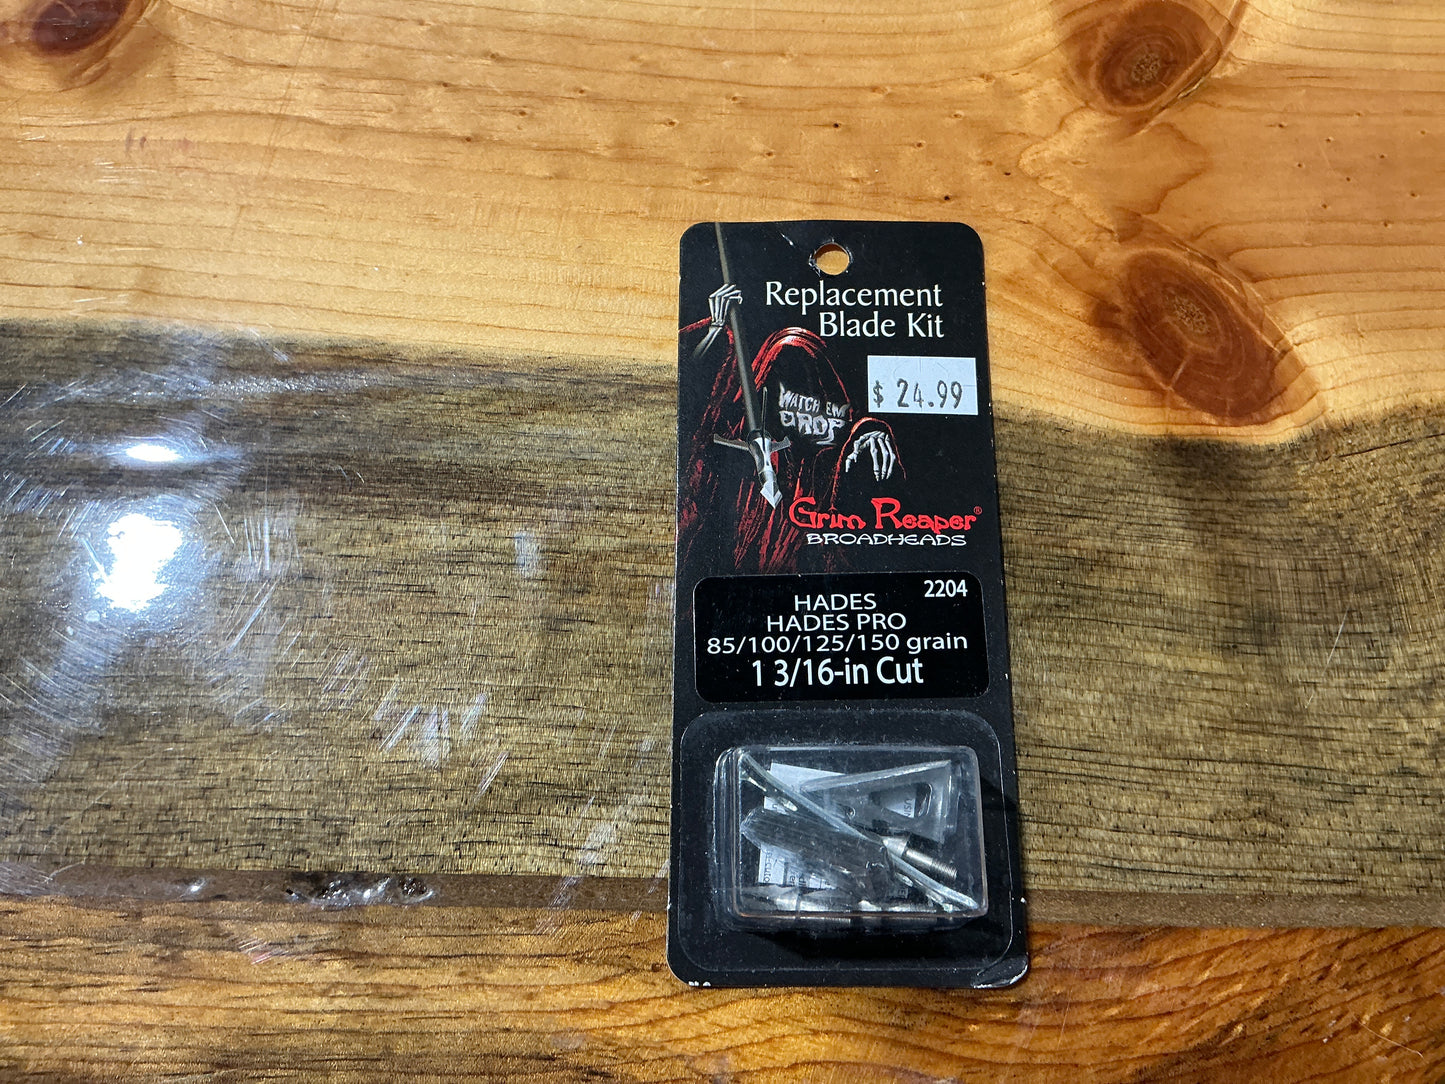 Replacement
Blade Kit
$ 24.99
WATCH EM
DROP
Grim Reaper®
BROADHEADS
2204
HADES
HADES PRO
85/100/125/150 grain
1 3/16-in Cut